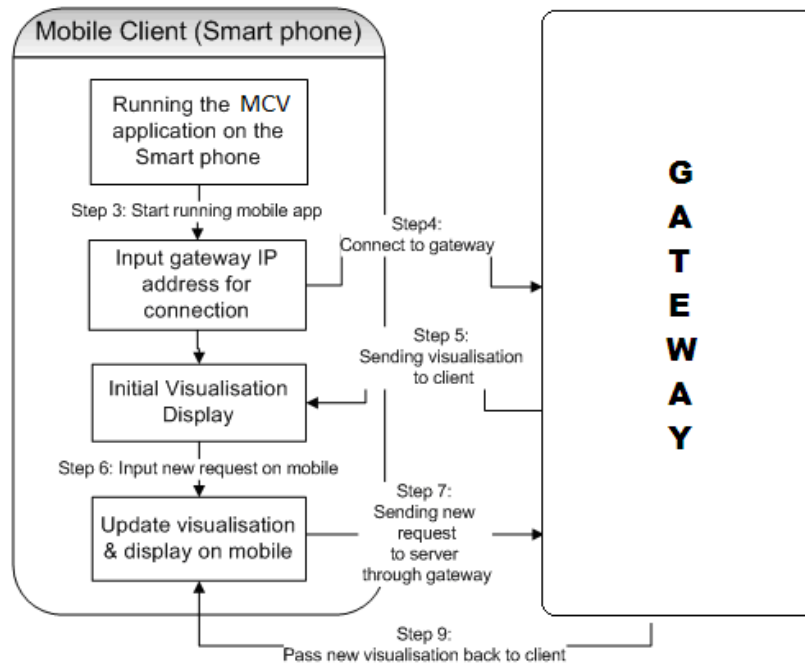 Mobile Client (Smart phone)
Running the MCV
application on the
Smart phone
Step 3: Start running mobile app
Input gateway IP
address for
connection
Step4:
Connect to gateway
Step 5:
Sending visualisation
to client
Initial Visualisation
Display
Step 6: Input new request on mobile
Update visualisation
& display on mobile
Step 7:
Sending new
request
to server
through gateway
Step 9:
Pass new visualisation back to client
G
A
T
E
W
A
Y